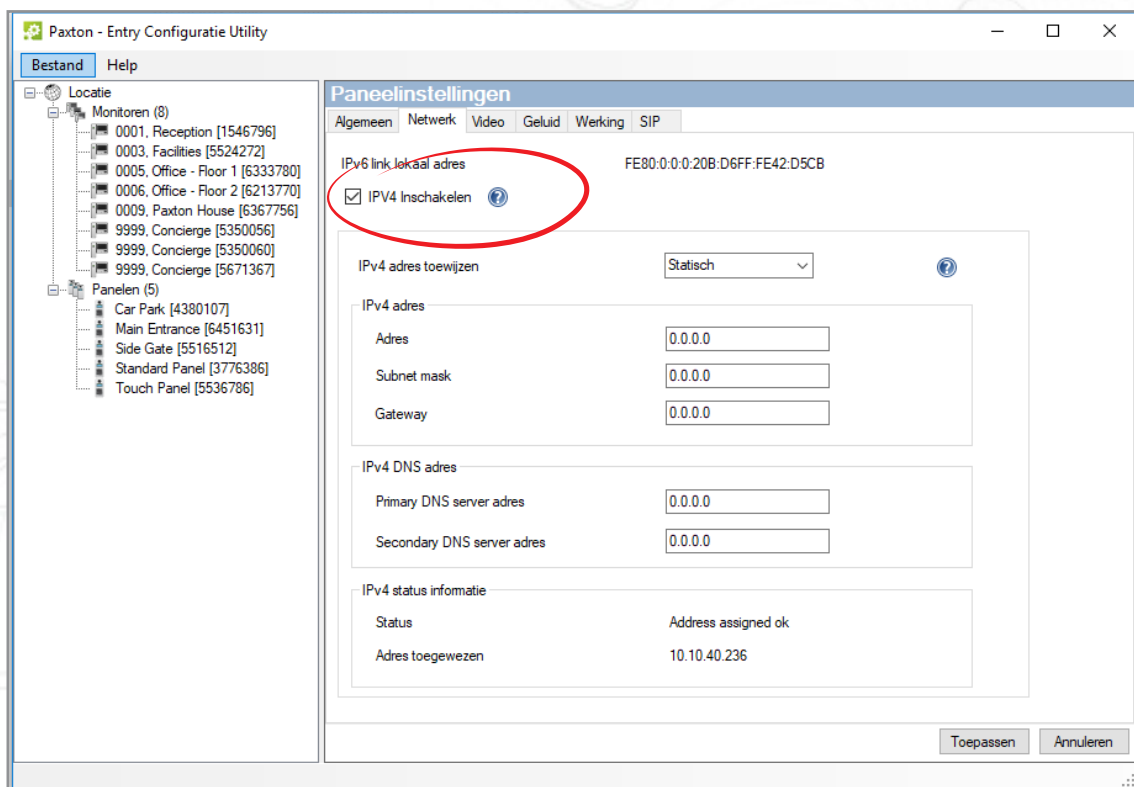 Paxton - Entry Configuratie Utility
Bestand Help
Locatie
Monitoren (8)
0001, Reception [1546796]
0003, Facilities [5524272]
0005, Office - Floor 1 [6333780]
0006, Office - Floor 2 [6213770]
0009, Paxton House [6367756]
9999, Concierge [5350056]
9999, Concierge [5350060]
9999, Concierge [5671367]
Panelen (5)
Car Park [4380107]
Main Entrance [6451631]
Side Gate [5516512]
Standard Panel [3776386]
Touch Panel [5536786]
Paneelinstellingen
Algemeen Netwerk Video Geluid Werking SIP
IPv6 link lokaal adres FE80:0:0:0:20B:D6FF:FE42:D5CB
IPV4 Inschakelen ?
IPv4 adres toewijzen Statisch ?
IPv4 adres
Adres 0.0.0.0
Subnet mask 0.0.0.0
Gateway 0.0.0.0
IPv4 DNS adres
Primary DNS server adres 0.0.0.0
Secondary DNS server adres 0.0.0.0
IPv4 status informatie
Status Address assigned ok
Adres toegewezen 10.10.40.236
Toepassen Annuleren